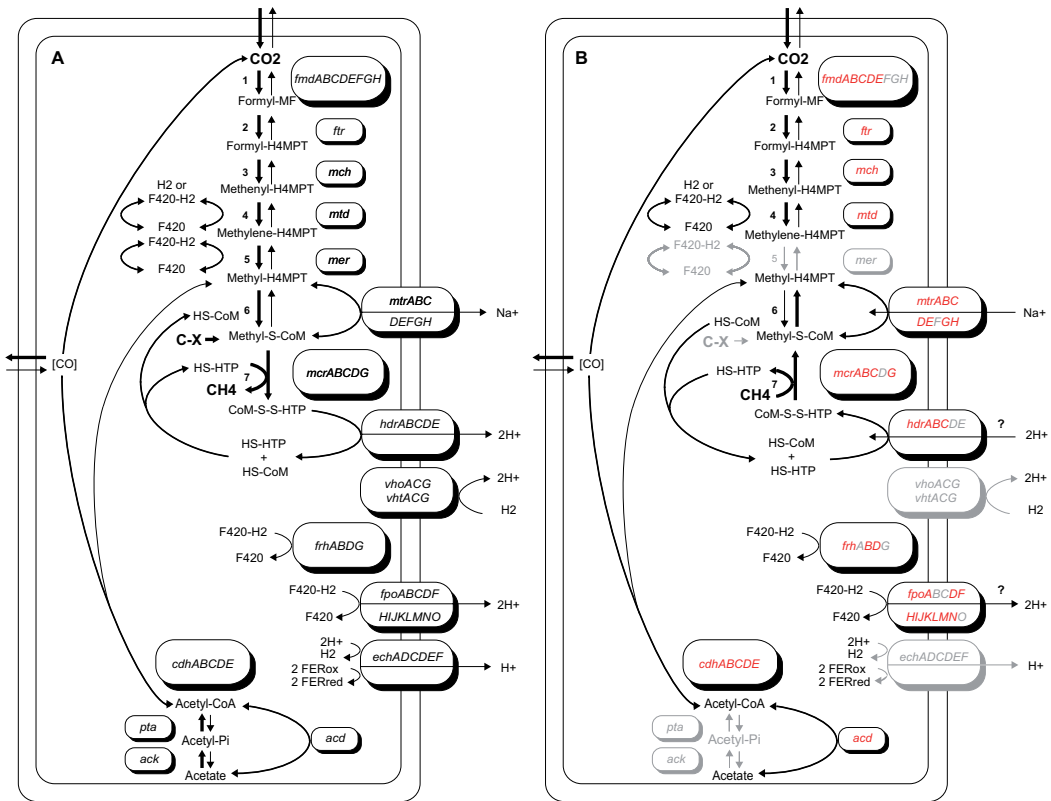 A
CO2
fmdABCDEFGH
1
Formyl-MF
2
ftr
Formyl-H4MPT
3
mch
H2 or
Methenyl-H4MPT
F420-H2
4
mtd
F420
Methylene-H4MPT
F420-H2
5
mer
F420
Methyl-H4MPT
mtrABC
HS-CoM
6
Na+
DEFGH
C-X
Methyl-S-CoM
[CO]
HS-HTP
7
mcrABCDG
CH4
CoM-S-S-HTP
hdrABCDE
2H+
HS-HTP
+
HS-CoM
vhoACG
vhtACG
2H+
H2
F420-H2
frhABDG
F420
F420-H2
fpoABCDF
2H+
F420
HIJKLMNO
2H+
H2
echADCDEF
H+
2 FERox
2 FERred
cdhABCDE
Acetyl-CoA
pta
Acetyl-Pi
acd
ack
Acetate
B
CO2
fmdABCDEFGH
1
Formyl-MF
2
ftr
Formyl-H4MPT
3
mch
H2 or
Methenyl-H4MPT
F420-H2
4
mtd
F420
Methylene-H4MPT
F420-H2
5
mer
F420
Methyl-H4MPT
mtrABC
HS-CoM
6
Na+
DEFGH
C-X
Methyl-S-CoM
[CO]
HS-HTP
7
mcrABCDG
CH4
CoM-S-S-HTP
hdrABCDE
?
2H+
HS-CoM
+
HS-HTP
vhoACG
vhtACG
2H+
H2
F420-H2
frhABDG
F420
F420-H2
fpoABCDF
?
2H+
F420
HIJKLMNO
2H+
H2
echADCDEF
H+
2 FERox
2 FERred
cdhABCDE
Acetyl-CoA
pta
Acetyl-Pi
acd
ack
Acetate